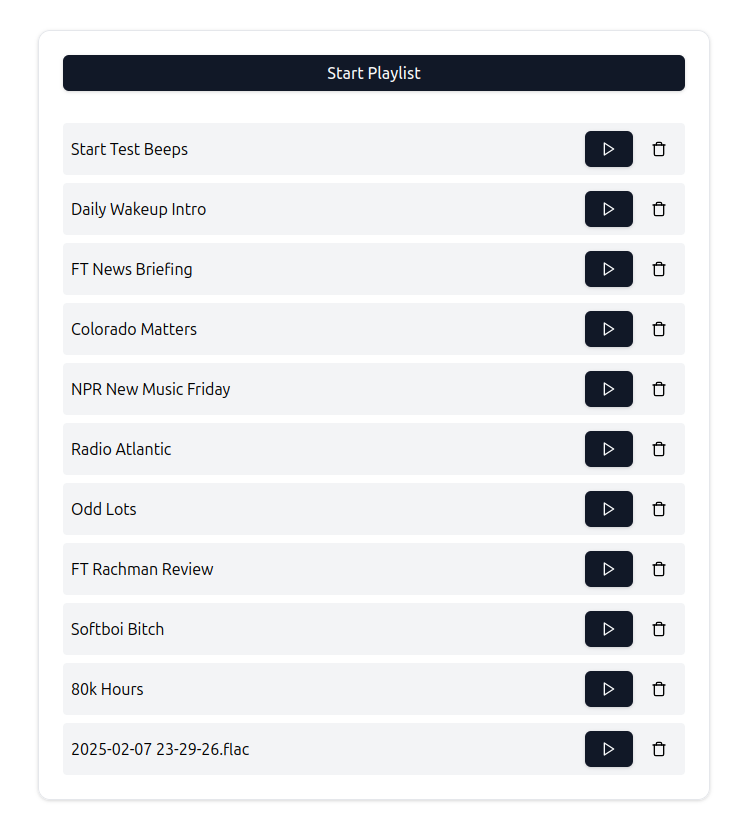 Start Playlist
Start Test Beeps
Daily Wakeup Intro
FT News Briefing
Colorado Matters
NPR New Music Friday
Radio Atlantic
Odd Lots
FT Rachman Review
Softboi Bitch
80k Hours
2025-02-07 23-29-26.flac